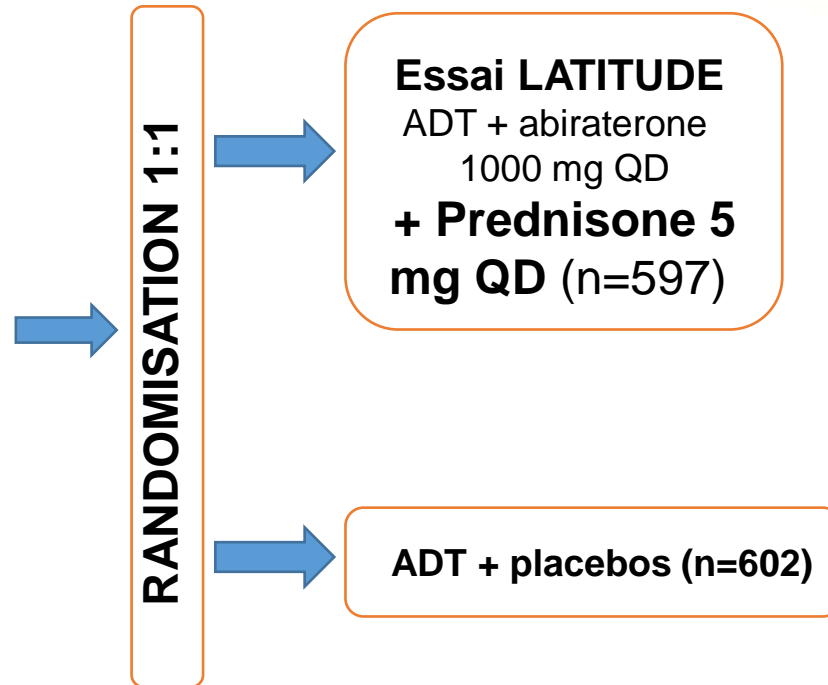 RANDOMISATION 1:1
Essai LATITUDE
ADT + abiraterone
1000 mg QD
+ Prednisone 5
mg QD (n=597)
ADT + placebos (n=602)